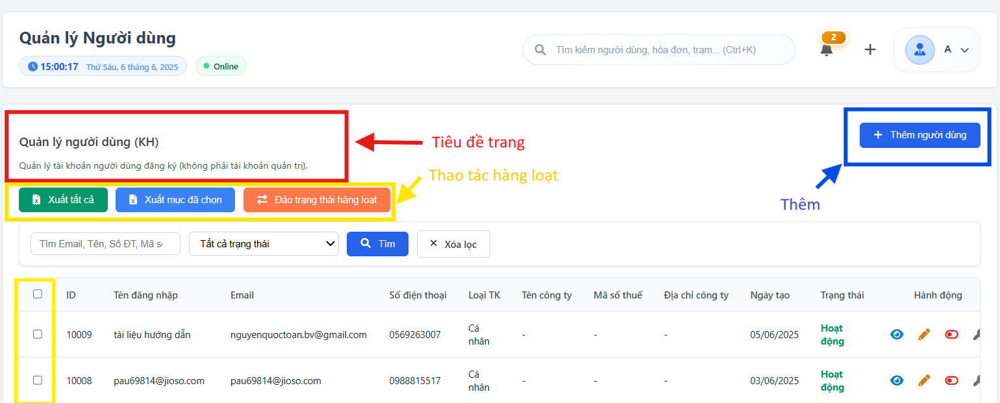 Quản lý Người dùng
15:00:17 Thứ Sáu, 6 tháng 6, 2025 Online
Tìm kiếm người dùng, hóa đơn, trạm... (Ctrl+K)
2
A
Quản lý người dùng (KH)
Quản lý tài khoản người dùng đăng ký (không phải tài khoản quản trị).
Tiêu đề trang
Thêm người dùng
Thao tác hàng loạt
Thêm
Xuất tất cả Xuất mục đã chọn Đảo trạng thái hàng loạt
Tìm Email, Tên, Số ĐT, Mã số Tất cả trạng thái Tìm Xóa lọc
ID Tên đăng nhập Email Số điện thoại Loại TK Tên công ty Mã số thuế Địa chỉ công ty Ngày tạo Trạng thái Hành động
10009 tài liệu hướng dẫn nguyenquoctoan.bv@gmail.com 0569263007 Cá nhân - - - 05/06/2025 Hoạt động
10008 pau69814@jioso.com pau69814@jioso.com 0988815517 Cá nhân - - - 03/06/2025 Hoạt động